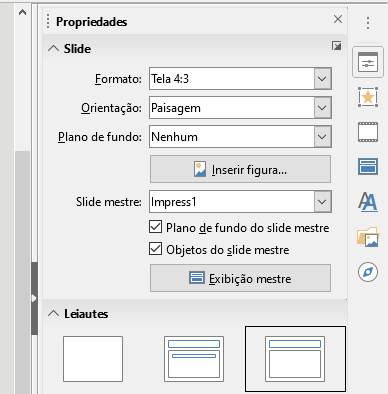 Propriedades
Slide
Formato: Tela 4:3
Orientação: Paisagem
Plano de fundo: Nenhum
Inserir figura...
Slide mestre: Impress1
Plano de fundo do slide mestre
Objetos do slide mestre
Exibição mestre
Leiautes